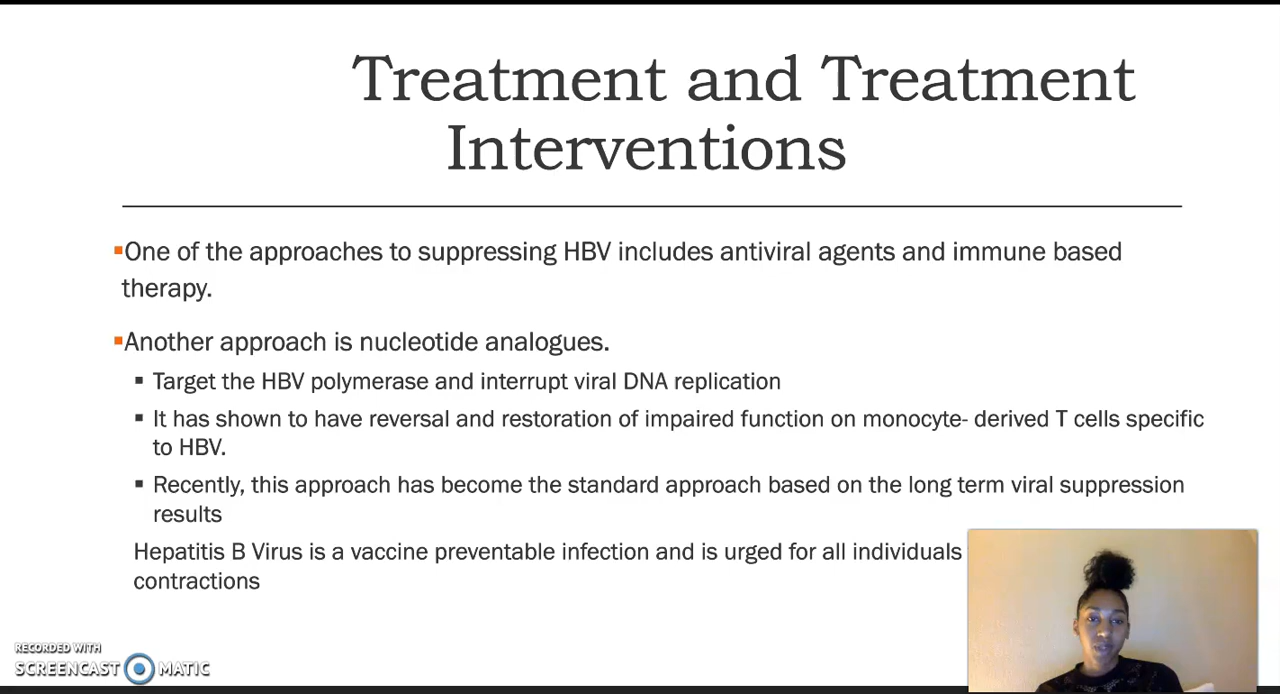 Treatment and Treatment
Interventions
▪One of the approaches to suppressing HBV includes antiviral agents and immune based
therapy.
▪Another approach is nucleotide analogues.
▪ Target the HBV polymerase and interrupt viral DNA replication
▪ It has shown to have reversal and restoration of impaired function on monocyte- derived T cells specific
to HBV.
▪ Recently, this approach has become the standard approach based on the long term viral suppression
results
Hepatitis B Virus is a vaccine preventable infection and is urged for all individuals
contractions
RECORDED WITH
SCREENCAST MATIC